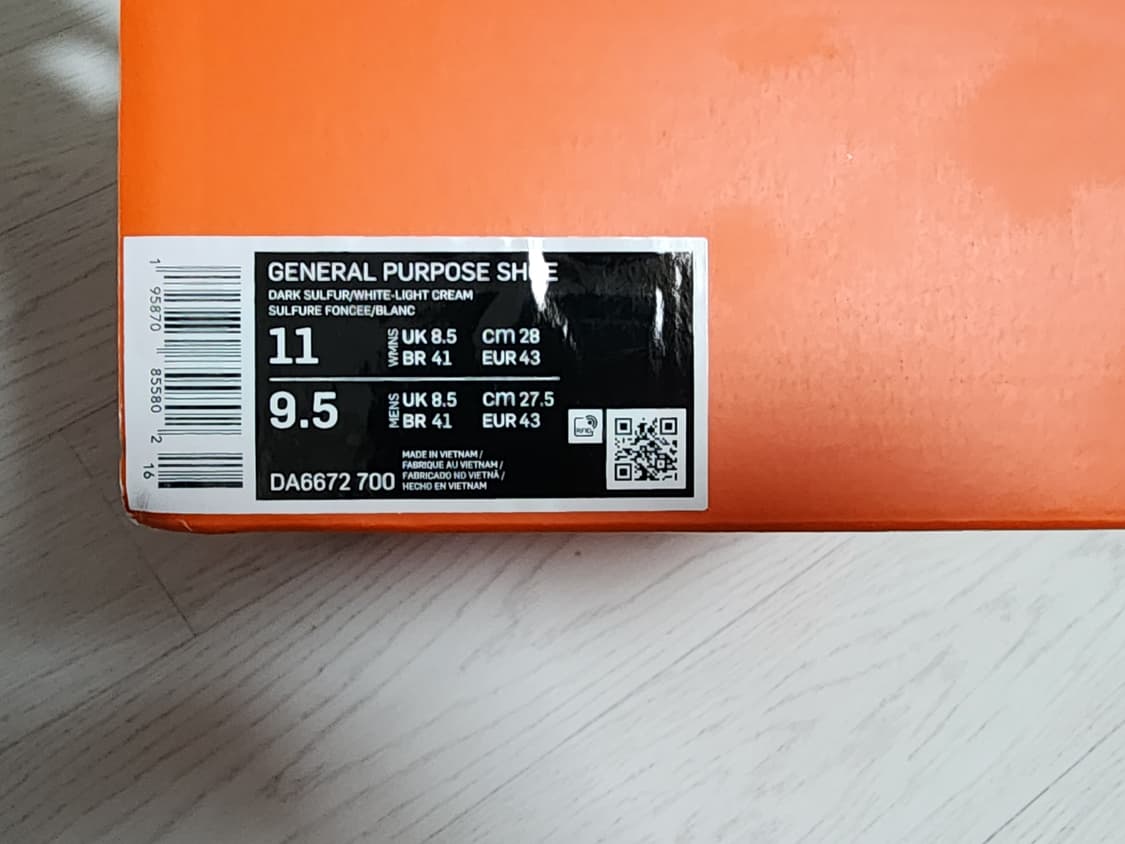 GENERAL PURPOSE SHOE
DARK SULFUR/WHITE-LIGHT CREAM
SULFURE FONCEE/BLANC
11 WMNS UK 8.5 cm 28
BR 41 EUR 43
9.5 MENS UK 8.5 cm 27.5
BR 41 EUR 43
DA6672 700
MADE IN VIETNAM /
FABRIQUE AU VIETNAM /
FABRICADO NO VIETNÃ /
HECHO EN VIETNAM
RFID
1 95870 85580 2 16